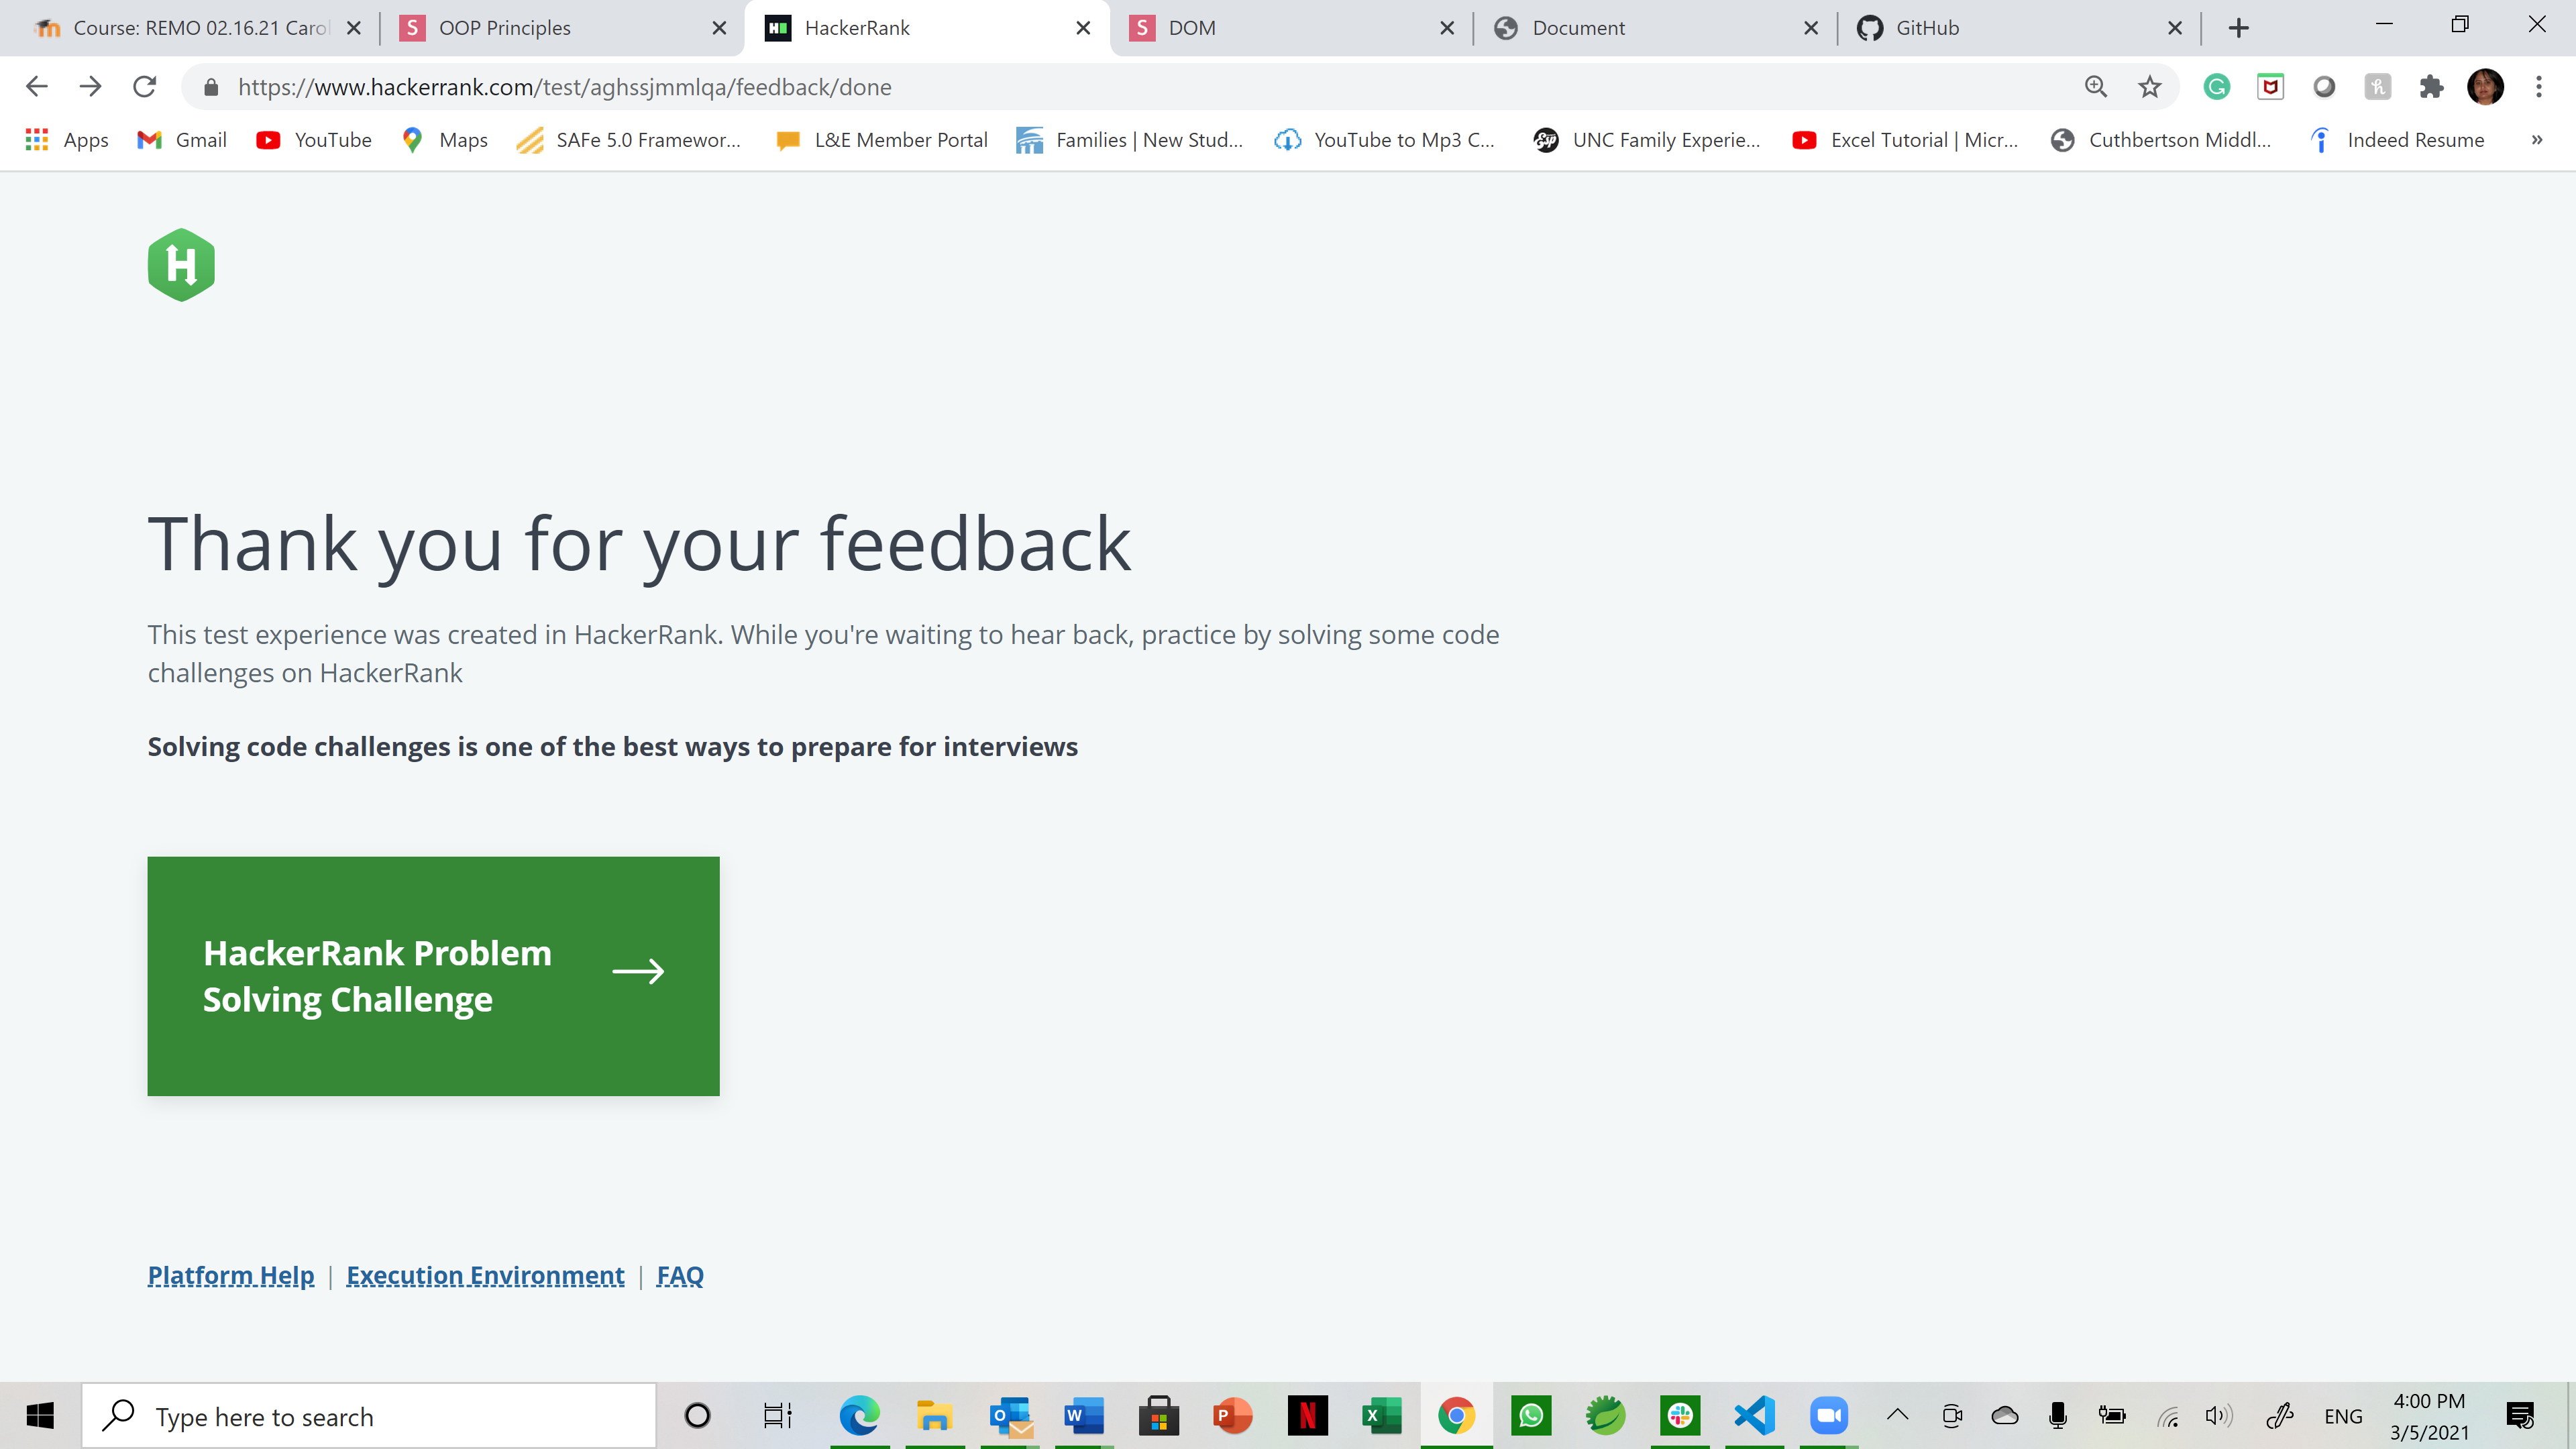 Course: REMO 02.16.21 Carol
OOP Principles
HackerRank
DOM
Document
GitHub
https://www.hackerrank.com/test/aghssjmmlqa/feedback/done
Apps
Gmail
YouTube
Maps
SAFe 5.0 Framewor...
L&E Member Portal
Families | New Stud...
YouTube to Mp3 C...
UNC Family Experie...
Excel Tutorial | Micr...
Cuthbertson Middl...
Indeed Resume
»
Thank you for your feedback
This test experience was created in HackerRank. While you're waiting to hear back, practice by solving some code
challenges on HackerRank
Solving code challenges is one of the best ways to prepare for interviews
HackerRank Problem
Solving Challenge
Platform Help | Execution Environment | FAQ
Type here to search
ENG
4:00 PM
3/5/2021